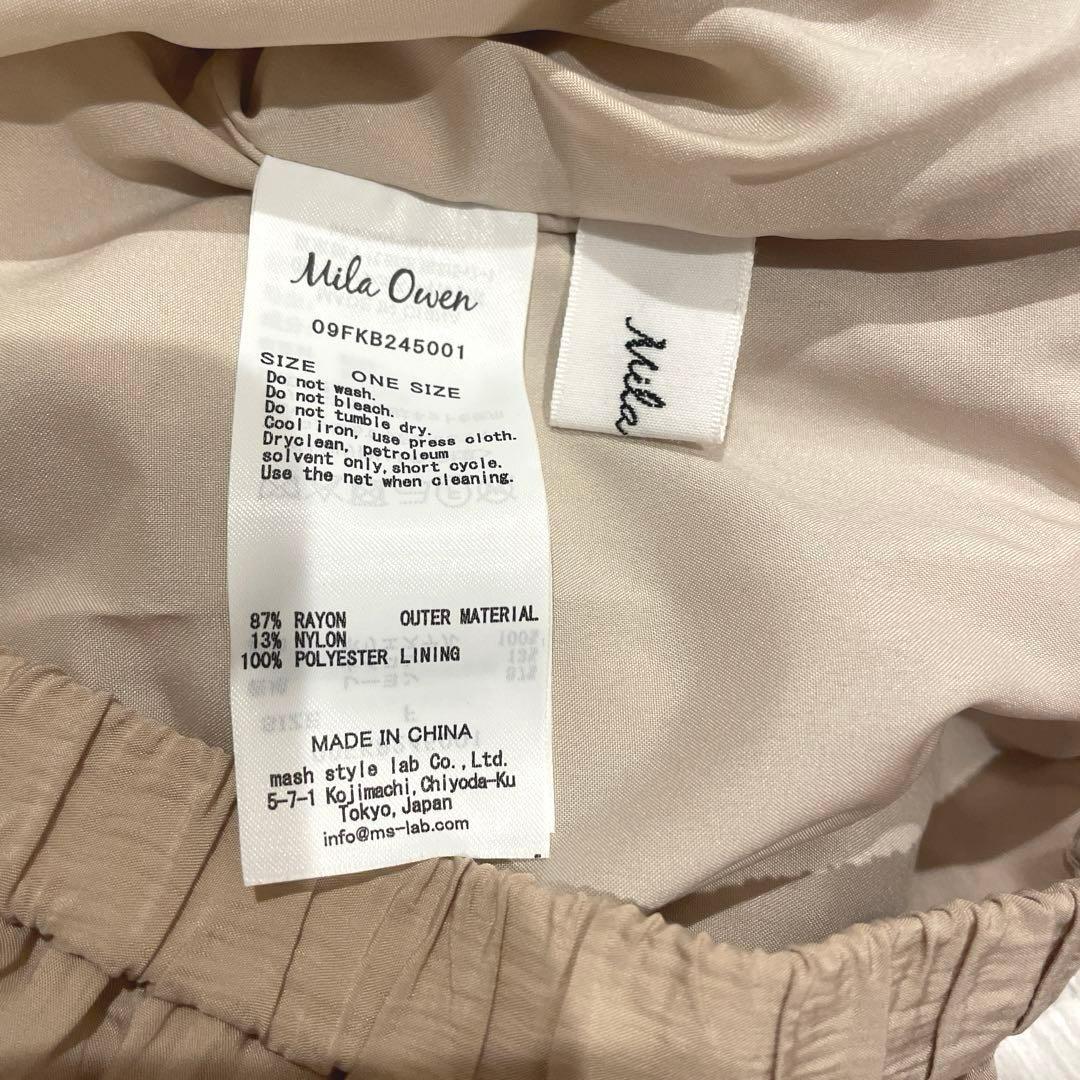 Mila Owen
09FKB245001
SIZE ONE SIZE
Do not wash.
Do not bleach.
Do not tumble dry.
Cool iron, use press cloth.
Dryclean, petroleum
solvent only, short cycle.
Use the net when cleaning.
87% RAYON OUTER MATERIAL
13% NYLON
100% POLYESTER LINING
MADE IN CHINA
mash style lab Co., Ltd.
5-7-1 Kojimachi, Chiyoda-Ku
Tokyo, Japan
info@ms-lab.com
Mila